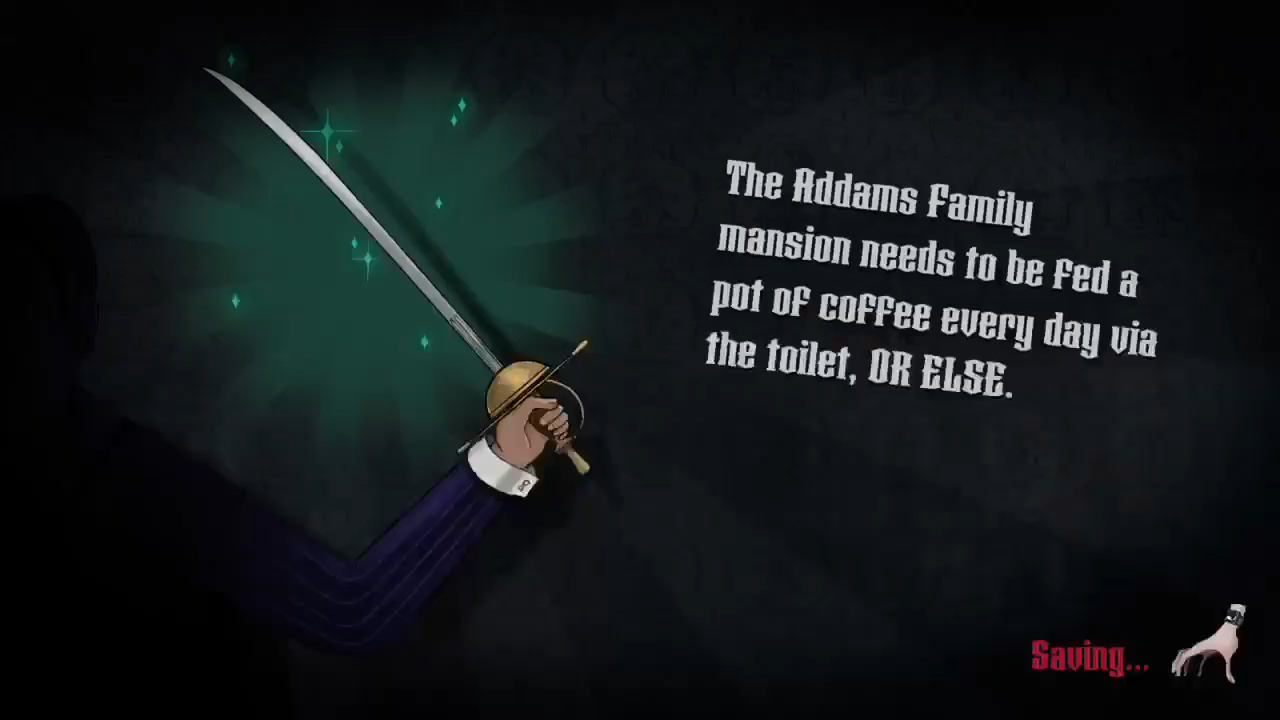 The Addams Family
mansion needs to be fed a
pot of coffee every day via
the toilet, OR ELSE.
Saving...